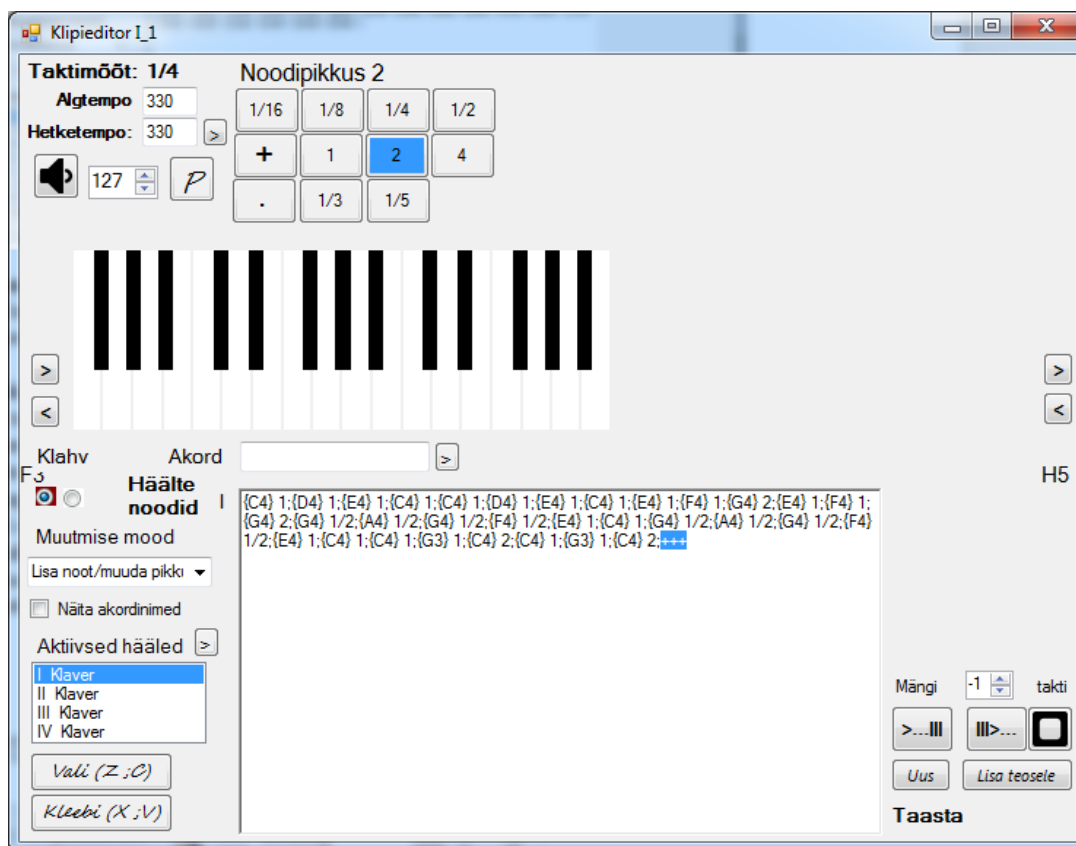 Klipieditor I_1
Taktimõõt: 1/4
Noodipikkus 2
Algtempo 330
Hetketempo: 330 >
127 P
1/16 1/8 1/4 1/2
+ 1 2 4
. 1/3 1/5
> >
< <
Klahv Akord >
F3 H5
Häälte
noodid I
{C4} 1;{D4} 1;{E4} 1;{C4} 1;{C4} 1;{D4} 1;{E4} 1;{C4} 1;{E4} 1;{F4} 1;{G4} 2;{E4} 1;{F4} 1;
{G4} 2;{G4} 1/2;{A4} 1/2;{G4} 1/2;{F4} 1/2;{E4} 1;{C4} 1;{G4} 1/2;{A4} 1/2;{G4} 1/2;{F4}
1/2;{E4} 1;{C4} 1;{C4} 1;{G3} 1;{C4} 2;{C4} 1;{G3} 1;{C4} 2;+++
Muutmise mood
Lisa noot/muuda pikku
Näita akordinimed
Aktiivsed hääled >
I Klaver
II Klaver
III Klaver
IV Klaver
Vali (Z ;C)
Kleebi (X ;V)
Mängi -1 takti
>...III III>...
Uus Lisa teosele
Taasta